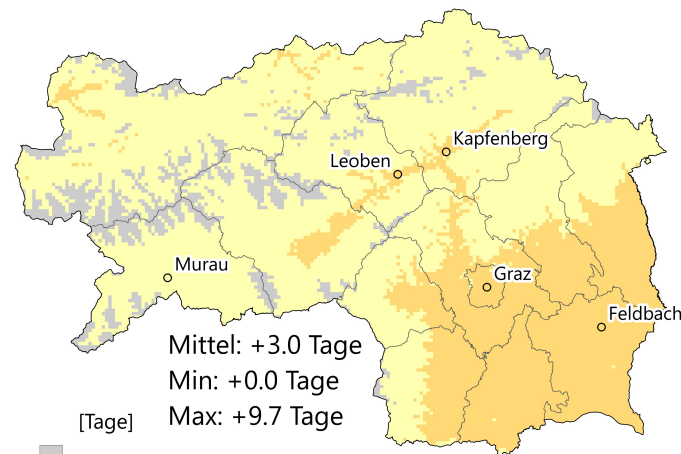 Kapfenberg
Leoben
Murau
Graz
Feldbach
Mittel: +3.0 Tage
Min: +0.0 Tage
Max: +9.7 Tage
[Tage]